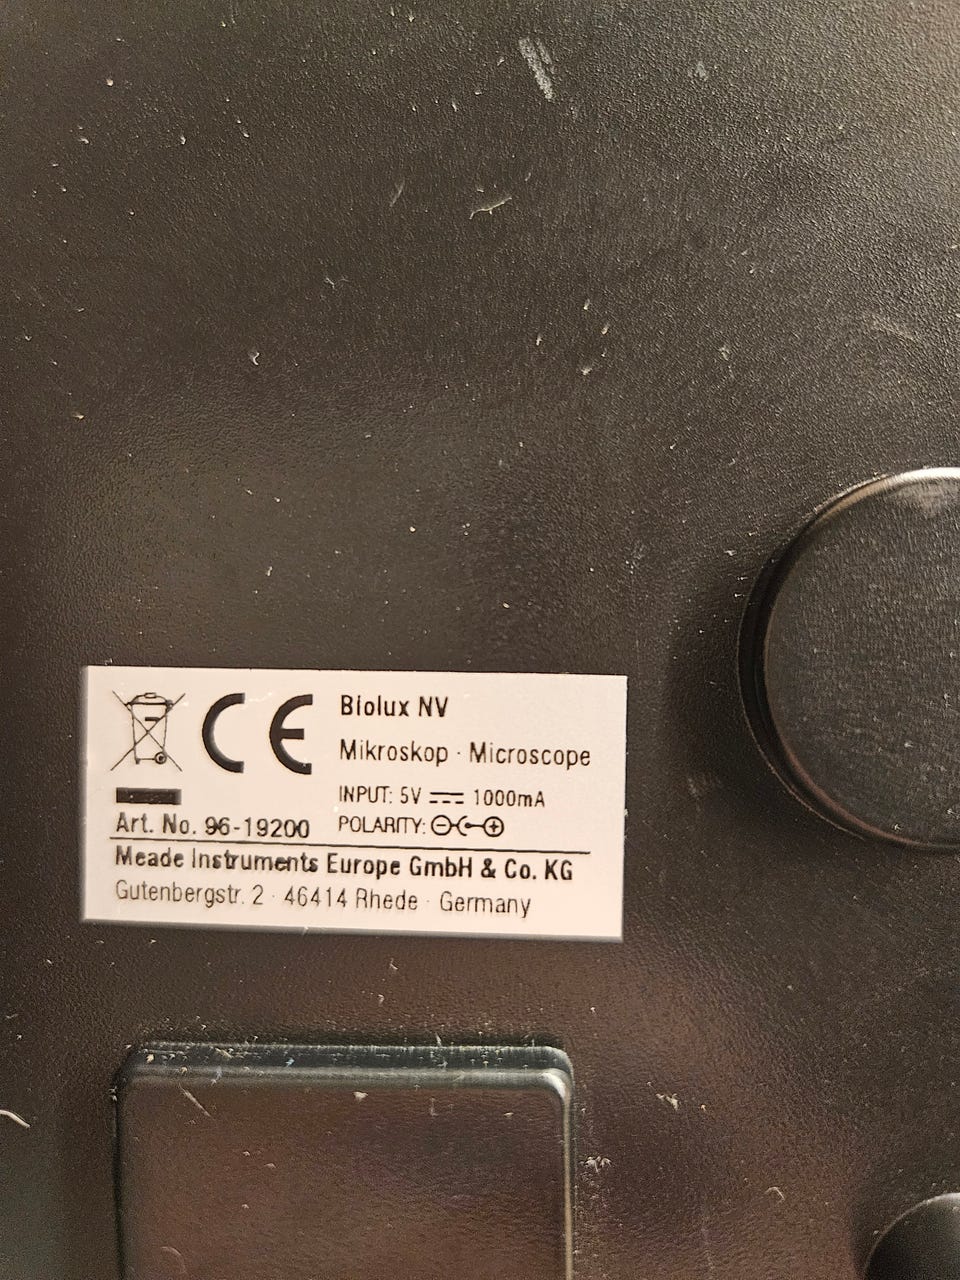 CE
Biolux NV
Mikroskop · Microscope
INPUT: 5V ⎓ 1000mA
POLARITY:
Art. No. 96-19200
Meade Instruments Europe GmbH & Co. KG
Gutenbergstr. 2 · 46414 Rhede · Germany